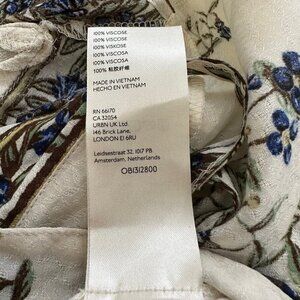 100% VISCOSE
100% VISCOSE
100% VISKOSE
100% VISCOSA
100% VISCOSA
100% 粘胶纤维
MADE IN VIETNAM
HECHO EN VIETNAM
RN 66170
CA 32054
URBN UK Ltd.
146 Brick Lane,
LONDON E1 6RU
Leidsestraat 32, 1017 PB
Amsterdam, Netherlands
OB1312800